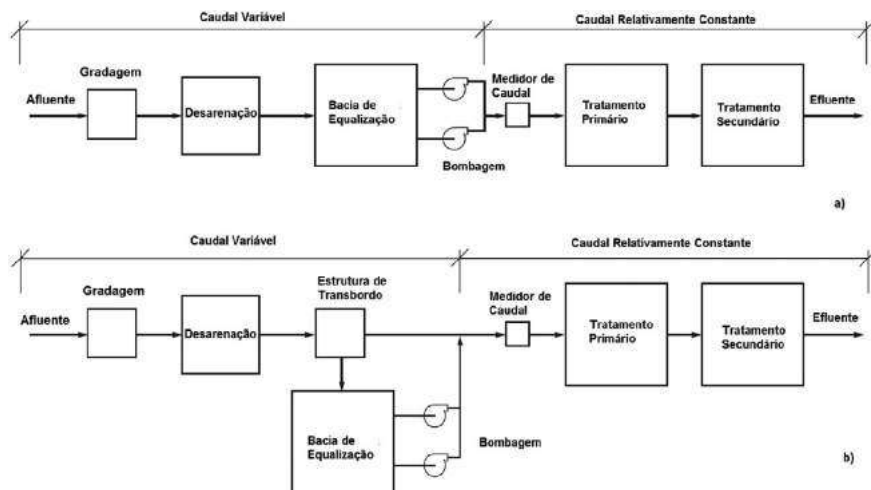 Caudal Variável
Caudal Relativamente Constante
Gradagem
Afluente
Desarenação
Bacia de
Equalização
Bombagem
Medidor de
Caudal
Tratamento
Primário
Tratamento
Secundário
Efluente
a)
Caudal Variável
Caudal Relativamente Constante
Gradagem
Afluente
Desarenação
Estrutura de
Transbordo
Bacia de
Equalização
Bombagem
Medidor de
Caudal
Tratamento
Primário
Tratamento
Secundário
Efluente
b)